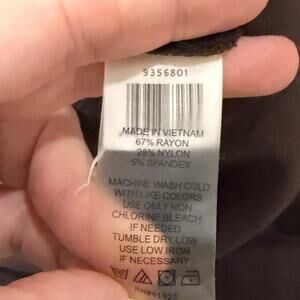 9356801
MADE IN VIETNAM
67% RAYON
28% NYLON
5% SPANDEX
MACHINE WASH COLD
WITH LIKE COLORS
USE ONLY NON
CHLORINE BLEACH
IF NEEDED
TUMBLE DRY LOW
USE LOW IRON
IF NECESSARY